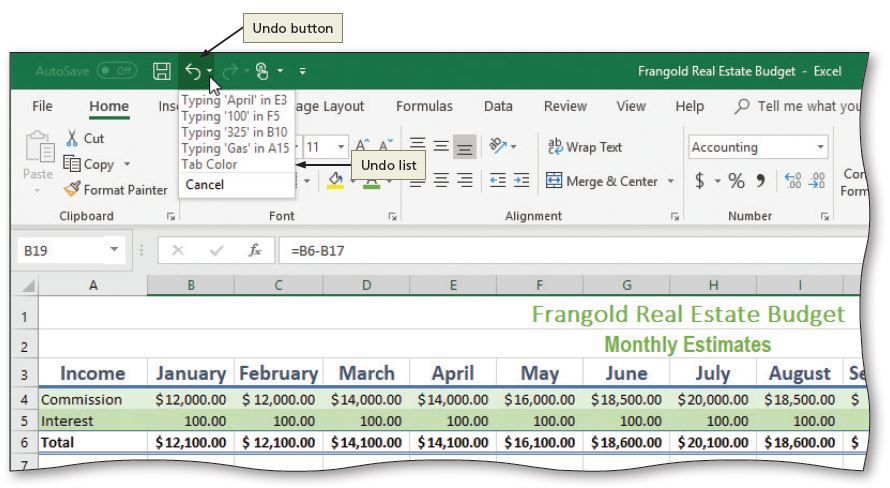 Undo button
AutoSave Off
Frangold Real Estate Budget - Excel
File Home Ins age Layout Formulas Data Review View Help Tell me what you
Typing 'April' in E3
Typing '100' in F5
Typing '325' in B10
Typing 'Gas' in A15
Tab Color
Cancel
Undo list
Paste
Cut
Copy
Format Painter
Clipboard
11 A A
A
Font
ab Wrap Text
Merge & Center
Alignment
Accounting
$ % 9 .00 .00
Number
Con
Form
B19 fx =B6-B17
A B C D E F G H I
1 Frangold Real Estate Budget
2 Monthly Estimates
3 Income January February March April May June July August Se
4 Commission $12,000.00 $ 12,000.00 $14,000.00 $14,000.00 $16,000.00 $18,500.00 $20,000.00 $18,500.00 $
5 Interest 100.00 100.00 100.00 100.00 100.00 100.00 100.00 100.00
6 Total $12,100.00 $ 12,100.00 $14,100.00 $14,100.00 $16,100.00 $18,600.00 $20,100.00 $18,600.00 $
7